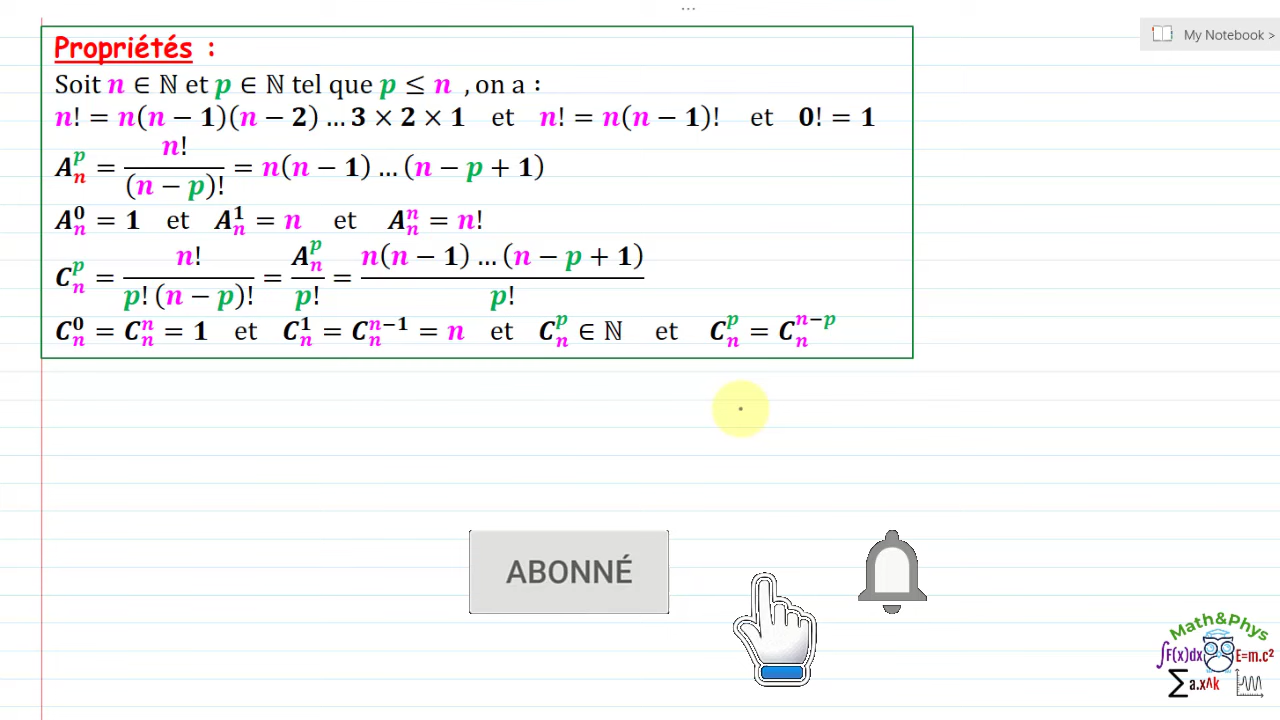 ...
My Notebook >
Propriétés :
Soit n ∈ ℕ et p ∈ ℕ tel que p ≤ n , on a :
n! = n(n − 1)(n − 2) … 3 × 2 × 1 et n! = n(n − 1)! et 0! = 1
A_n^p = n!/(n − p)! = n(n − 1) … (n − p + 1)
A_n^0 = 1 et A_n^1 = n et A_n^n = n!
C_n^p = n!/(p! (n − p)!) = A_n^p/p! = (n(n − 1) … (n − p + 1))/p!
C_n^0 = C_n^n = 1 et C_n^1 = C_n^{n−1} = n et C_n^p ∈ ℕ et C_n^p = C_n^{n−p}
ABONNÉ
Math&Phys
∫F(x)dx E=m.c²
∑ a.x^k